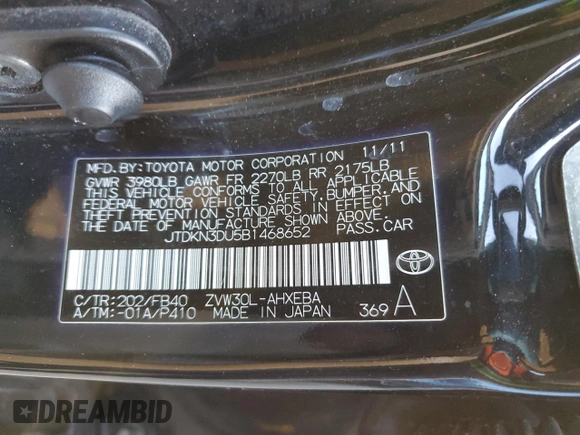 MFD.BY:TOYOTA MOTOR CORPORATION 11/11
GVWR 3980LB GAWR FR 2270LB RR 2175LB
THIS VEHICLE CONFORMS TO ALL APPLICABLE
FEDERAL MOTOR VEHICLE SAFETY,BUMPER,AND
THEFT PREVENTION STANDARDS IN EFFECT ON
THE DATE OF MANUFACTURE SHOWN ABOVE.
JTDKN3DU5B1468652 PASS.CAR
C/TR:202/FB40 ZVW30L-AHXEBA
A/TM:-01A/P410 MADE IN JAPAN 369 A
DREAMBID